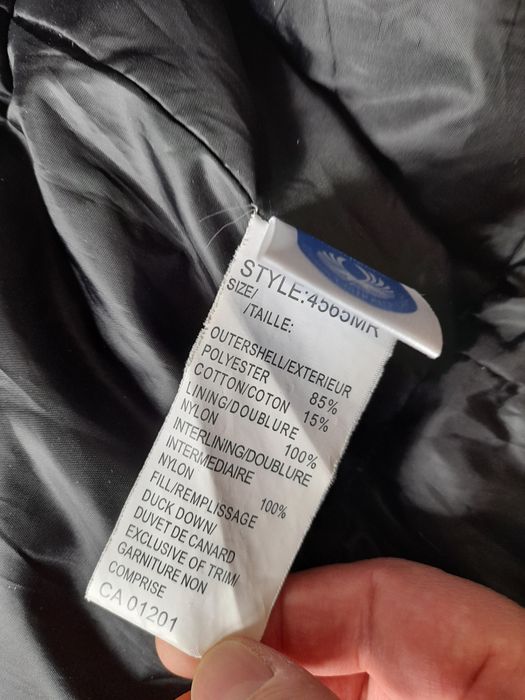 STYLE:4565MR
SIZE/
/TAILLE:
OUTERSHELL/EXTERIEUR
POLYESTER 85%
COTTON/COTON 15%
LINING/DOUBLURE
NYLON 100%
INTERLINING/DOUBLURE
INTERMEDIAIRE
NYLON 100%
FILL/REMPLISSAGE
DUCK DOWN/
DUVET DE CANARD
EXCLUSIVE OF TRIM/
GARNITURE NON
COMPRISE
CA 01201